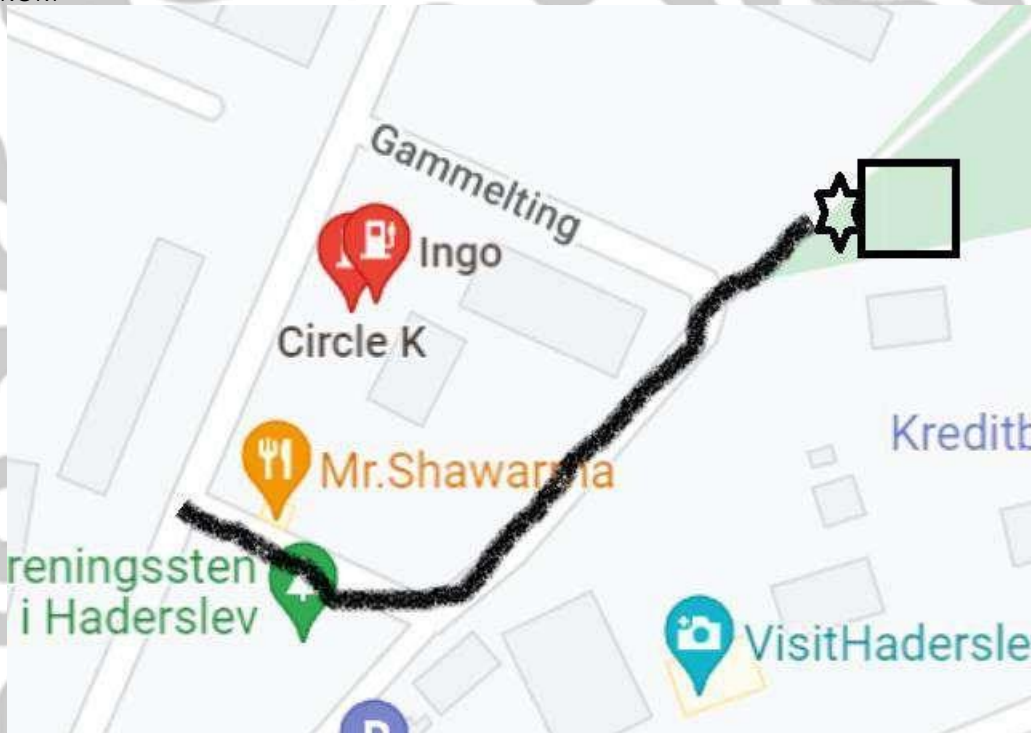 Gammelting
Ingo
Circle K
Kreditb
Mr.Shawarma
reningssten
i Haderslev
VisitHadersle
P